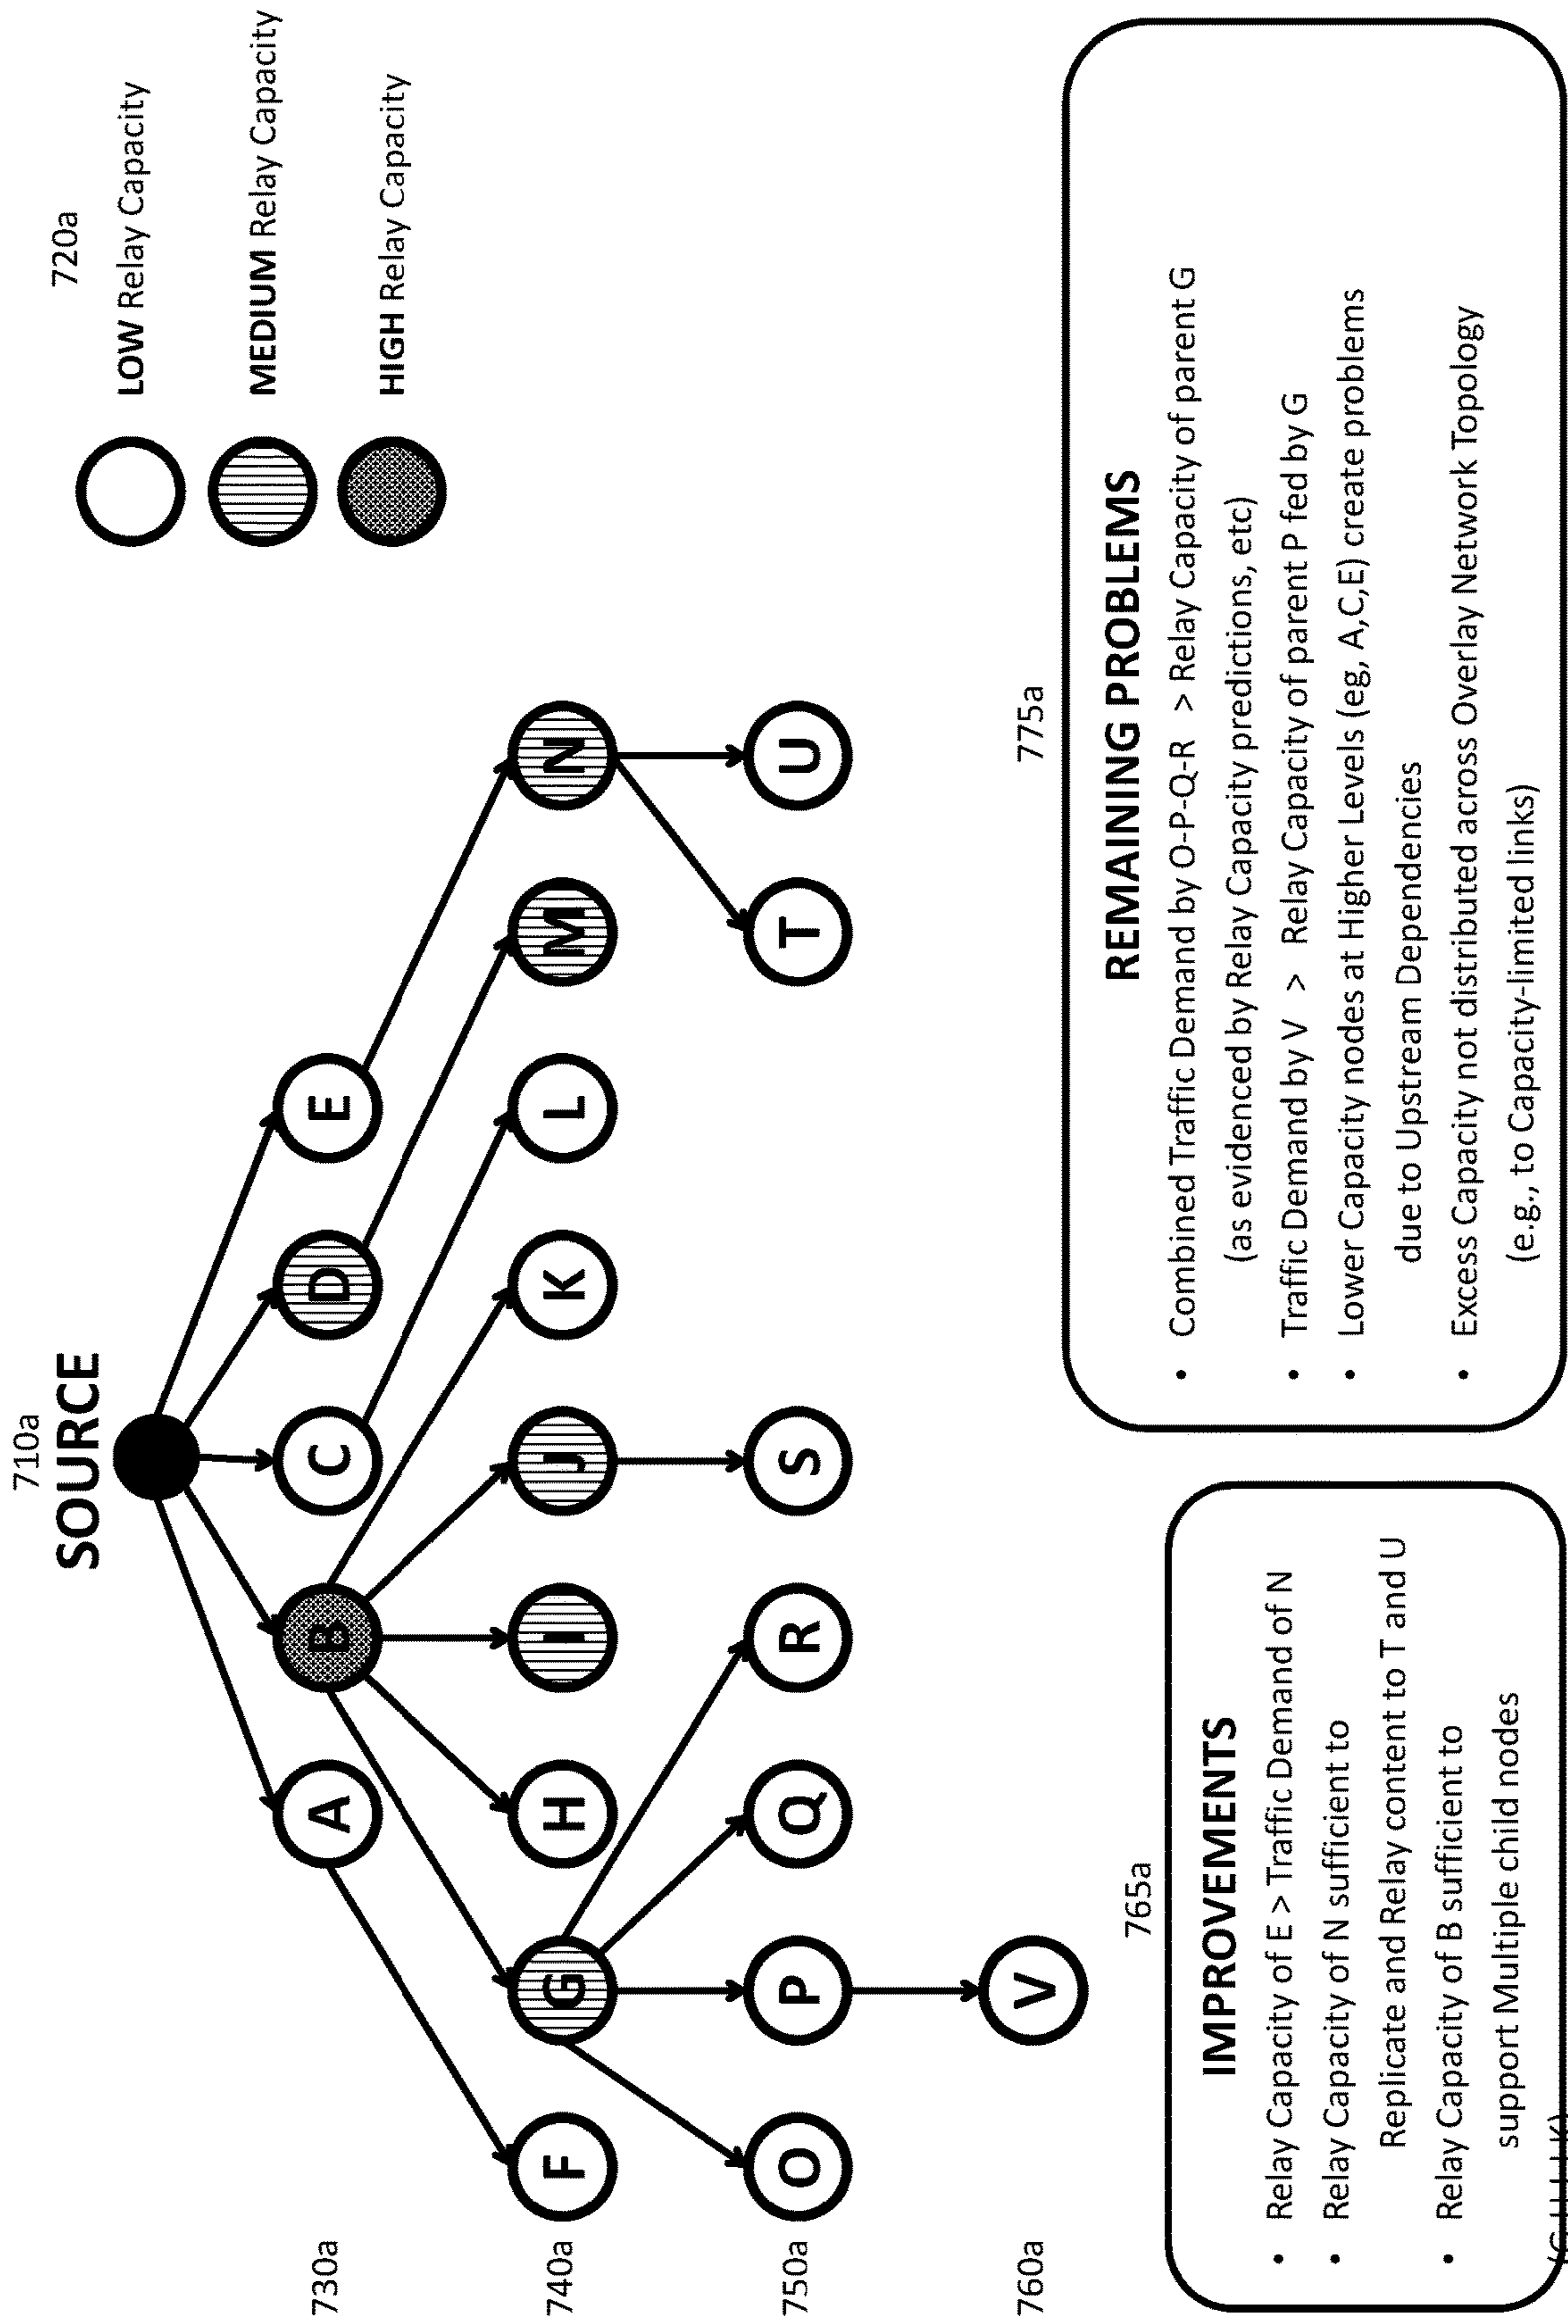 710a
SOURCE
720a
LOW Relay Capacity
MEDIUM Relay Capacity
HIGH Relay Capacity
730a
A
B
C
D
E
740a
F
G
H
I
J
K
L
M
N
750a
O
P
Q
R
S
T
U
760a
V
765a
IMPROVEMENTS
• Relay Capacity of E > Traffic Demand of N
• Relay Capacity of N sufficient to
Replicate and Relay content to T and U
• Relay Capacity of B sufficient to
support Multiple child nodes
775a
REMAINING PROBLEMS
• Combined Traffic Demand by O-P-Q-R > Relay Capacity of parent G
(as evidenced by Relay Capacity predictions, etc)
• Traffic Demand by V > Relay Capacity of parent P fed by G
• Lower Capacity nodes at Higher Levels (eg, A,C,E) create problems
due to Upstream Dependencies
• Excess Capacity not distributed across Overlay Network Topology
(e.g., to Capacity-limited links)